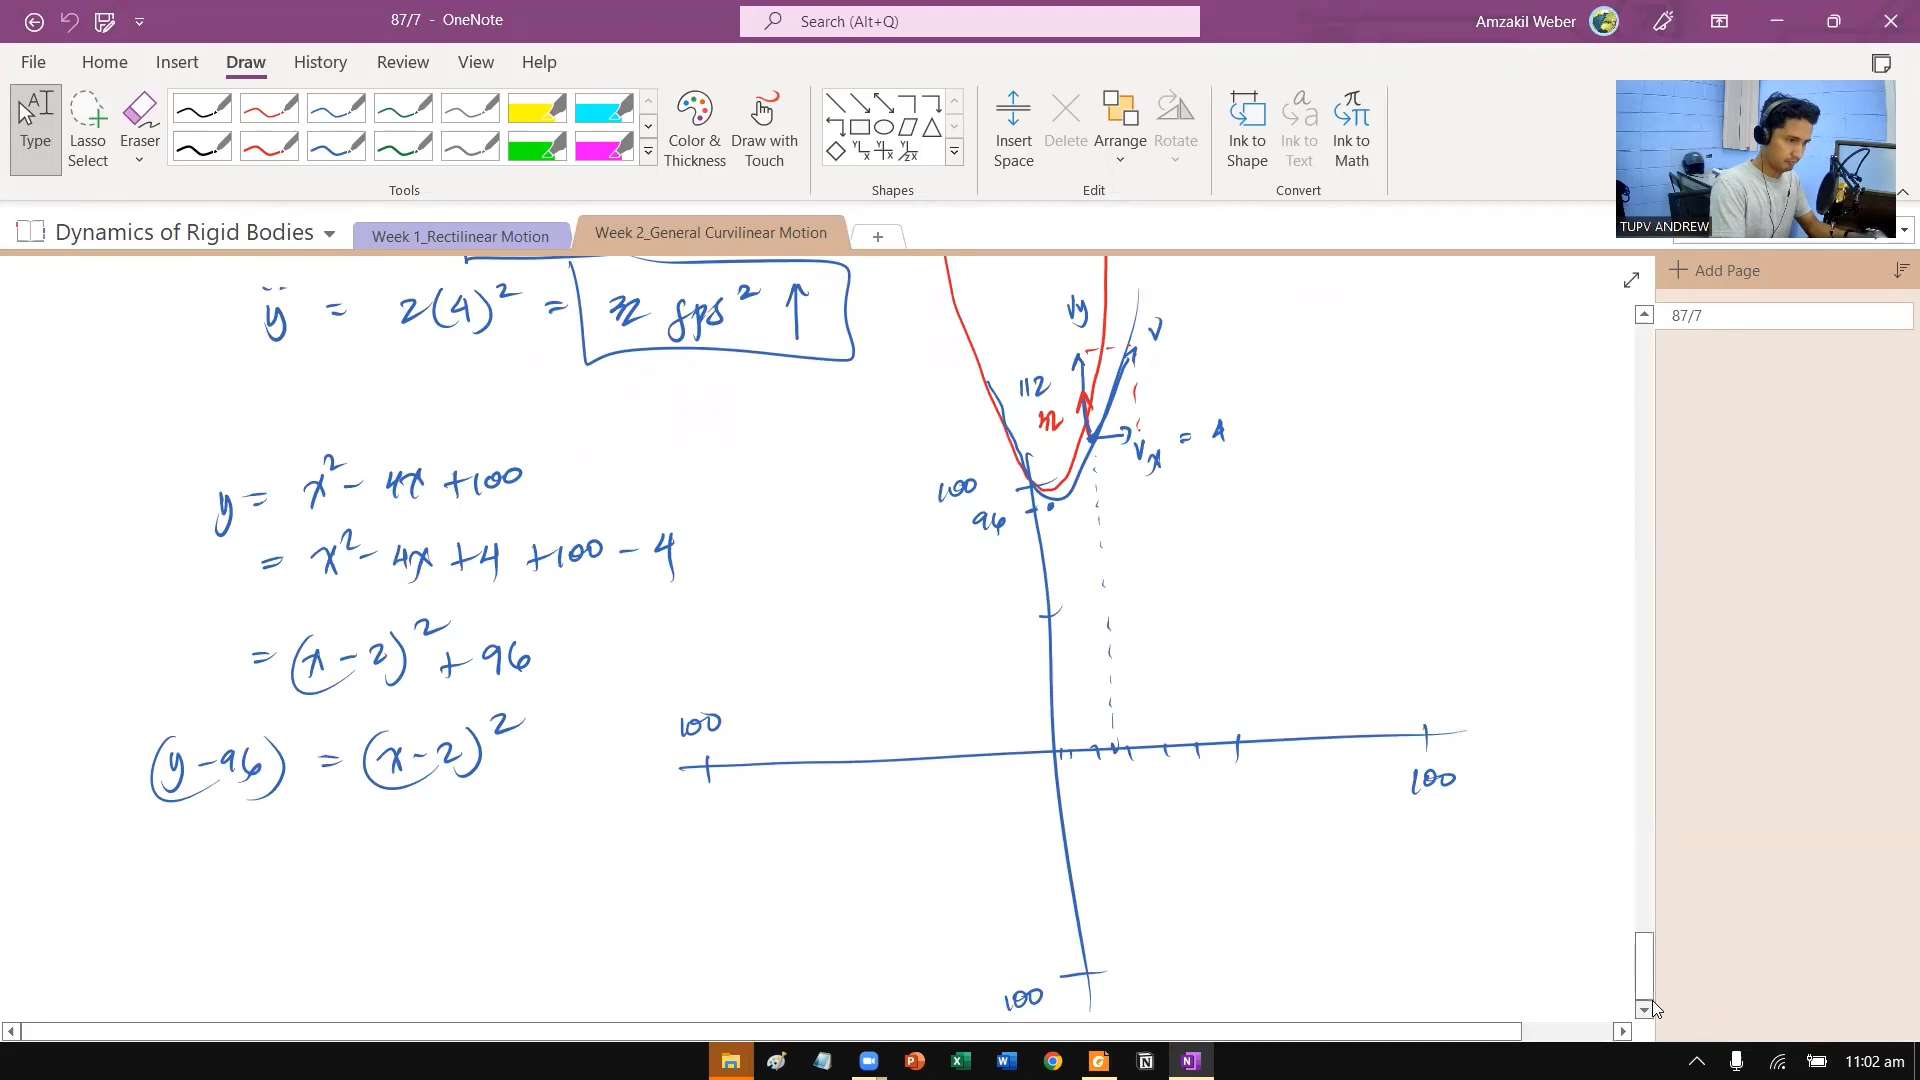 87/7 - OneNote
Search (Alt+Q)
Amzakil Weber
File Home Insert Draw History Review View Help
Type
Lasso Select
Eraser
Color & Thickness
Draw with Touch
Insert Space
Delete
Arrange
Rotate
Ink to Shape
Ink to Text
Ink to Math
Tools
Shapes
Edit
Convert
TUPV ANDREW
Dynamics of Rigid Bodies
Week 1_Rectilinear Motion
Week 2_General Curvilinear Motion
Add Page
87/7
ÿ = 2(4)² = 32 fps² ↑
y = x² - 4x + 100
= x² - 4x + 4 + 100 - 4
= (x - 2)² + 96
(y - 96) = (x - 2)²
Vy
V
112
32
Vx = 4
100
96
100
100
100
11:02 am